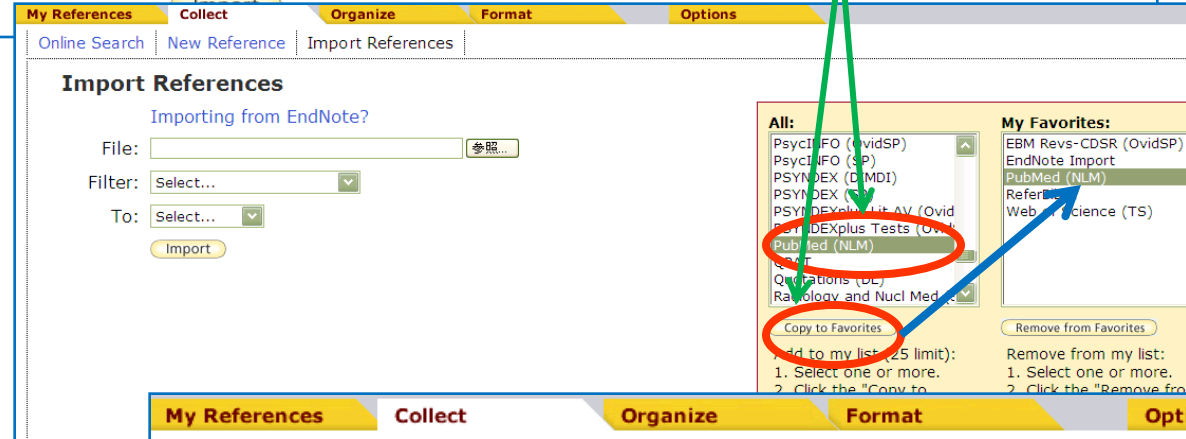 My References Collect Organize Format Options
Online Search New Reference Import References
Import References
Importing from EndNote?
File: 参照...
Filter: Select...
To: Select...
Import
All:
PsycINFO (OvidSP)
PsycINFO (SP)
PSYNDEX (DIMDI)
PSYNDEX
PSYNDEXplus Lit AV (Ovid
PSYNDEXplus Tests (Ovid
PubMed (NLM)
QBAT
Quotations (DE)
Radiology and Nucl Med
Copy to Favorites
Add to my list (25 limit):
1. Select one or more.
2. Click the "Copy to
My Favorites:
EBM Revs-CDSR (OvidSP)
EndNote Import
PubMed (NLM)
Web of Science (TS)
Remove from Favorites
Remove from my list:
1. Select one or more.
2. Click the "Remove fro
My References Collect Organize Format Opt